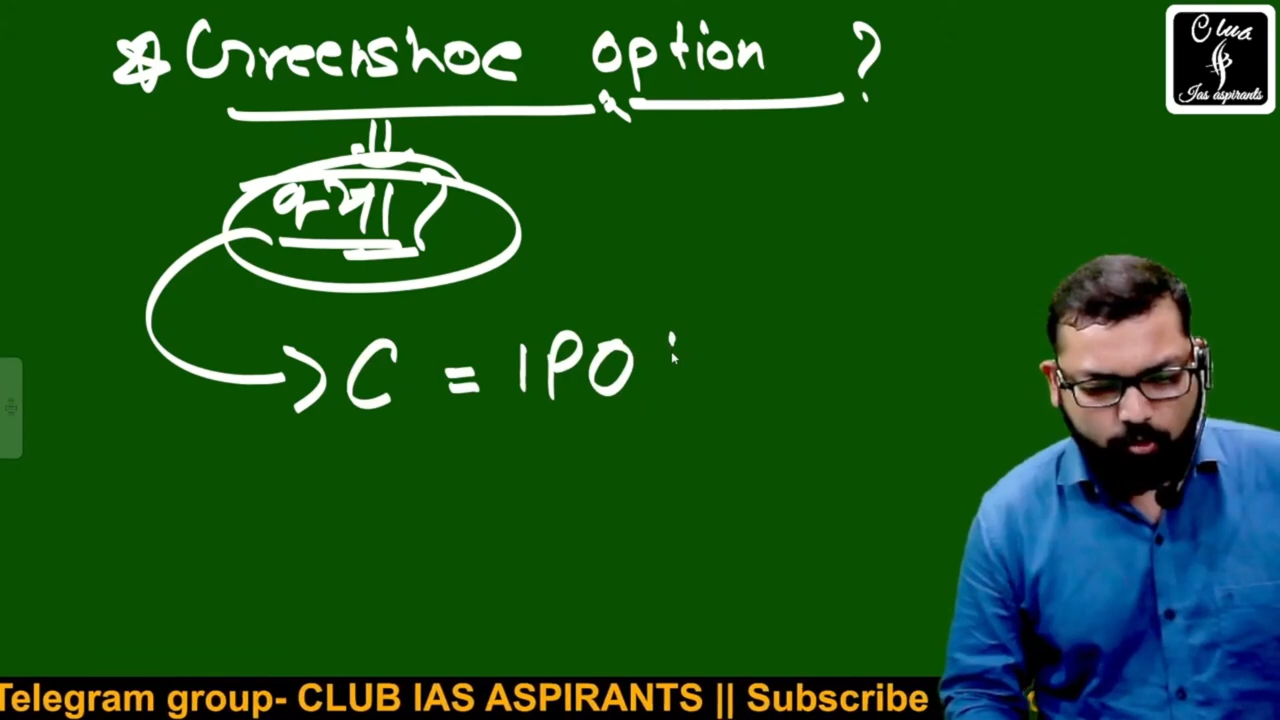 Greenshoe option ?
क्या?
C = IPO :
Club
Ias aspirants
Telegram group- CLUB IAS ASPIRANTS || Subscribe